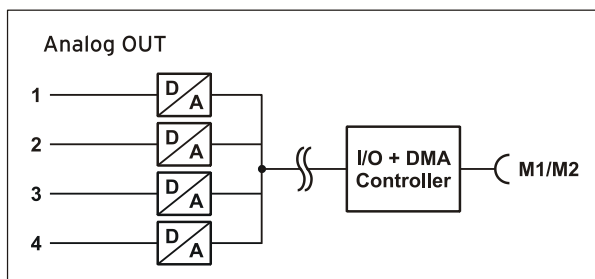 Analog OUT
1
D
A
2
D
A
3
D
A
4
D
A
I/O + DMA
Controller
M1/M2